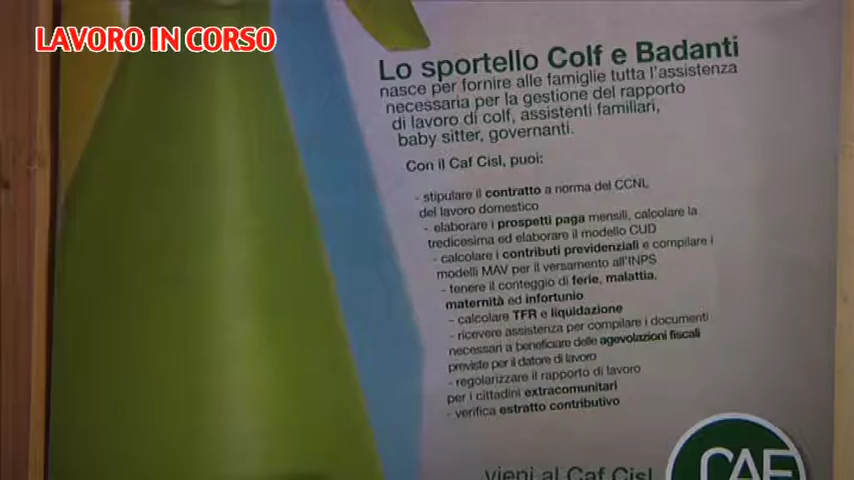 LAVORO IN CORSO
Lo sportello Colf e Badanti
nasce per fornire alle famiglie tutta l'assistenza
necessaria per la gestione del rapporto
di lavoro di colf, assistenti familiari,
baby sitter, governanti.
Con il Caf Cisl, puoi:
- stipulare il contratto a norma del CCNL
del lavoro domestico
- elaborare i prospetti paga mensili, calcolare la
tredicesima ed elaborare il modello CUD
- calcolare i contributi previdenziali e compilare i
modelli MAV per il versamento all'INPS
- tenere il conteggio di ferie, malattia,
maternità ed infortunio
- calcolare TFR e liquidazione
- ricevere assistenza per compilare i documenti
necessari a beneficiare delle agevolazioni fiscali
previste per il datore di lavoro
- regolarizzare il rapporto di lavoro
per i cittadini extracomunitari
- verifica estratto contributivo
vieni al Caf Cisl
CAF